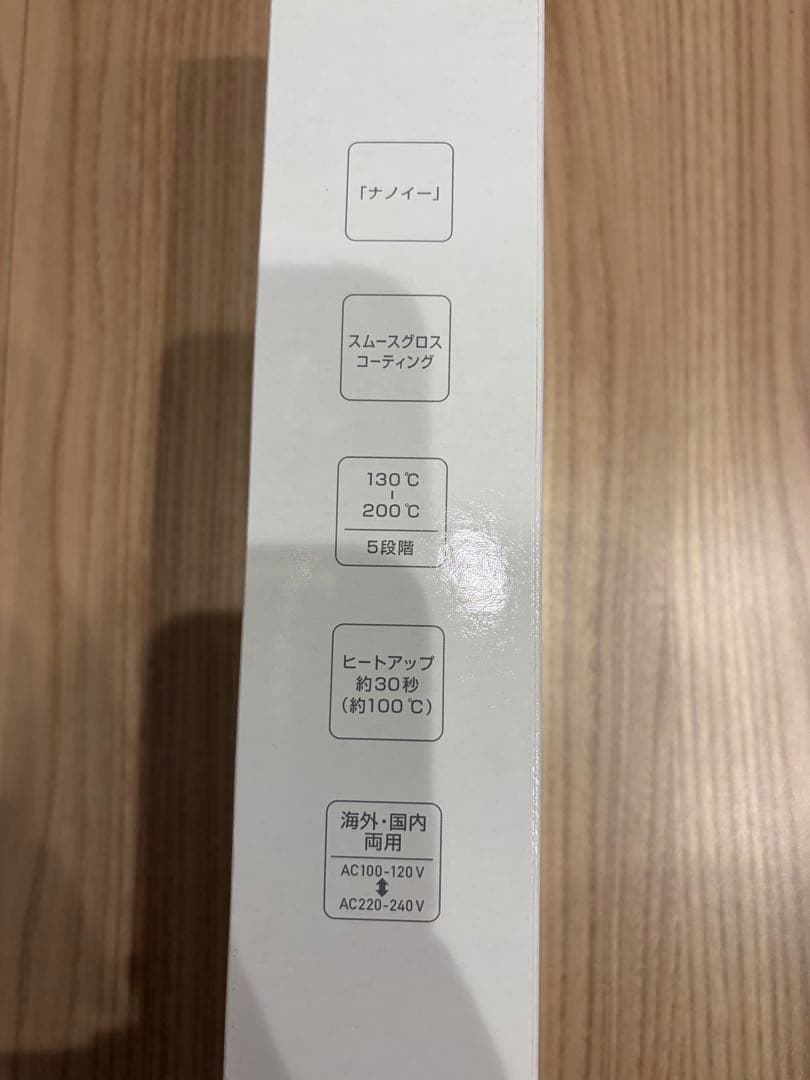 「ナノイー」
スムースグロス
コーティング
130℃
-
200℃
5段階
ヒートアップ
約30秒
(約100℃)
海外・国内
両用
AC100-120V
AC220-240V